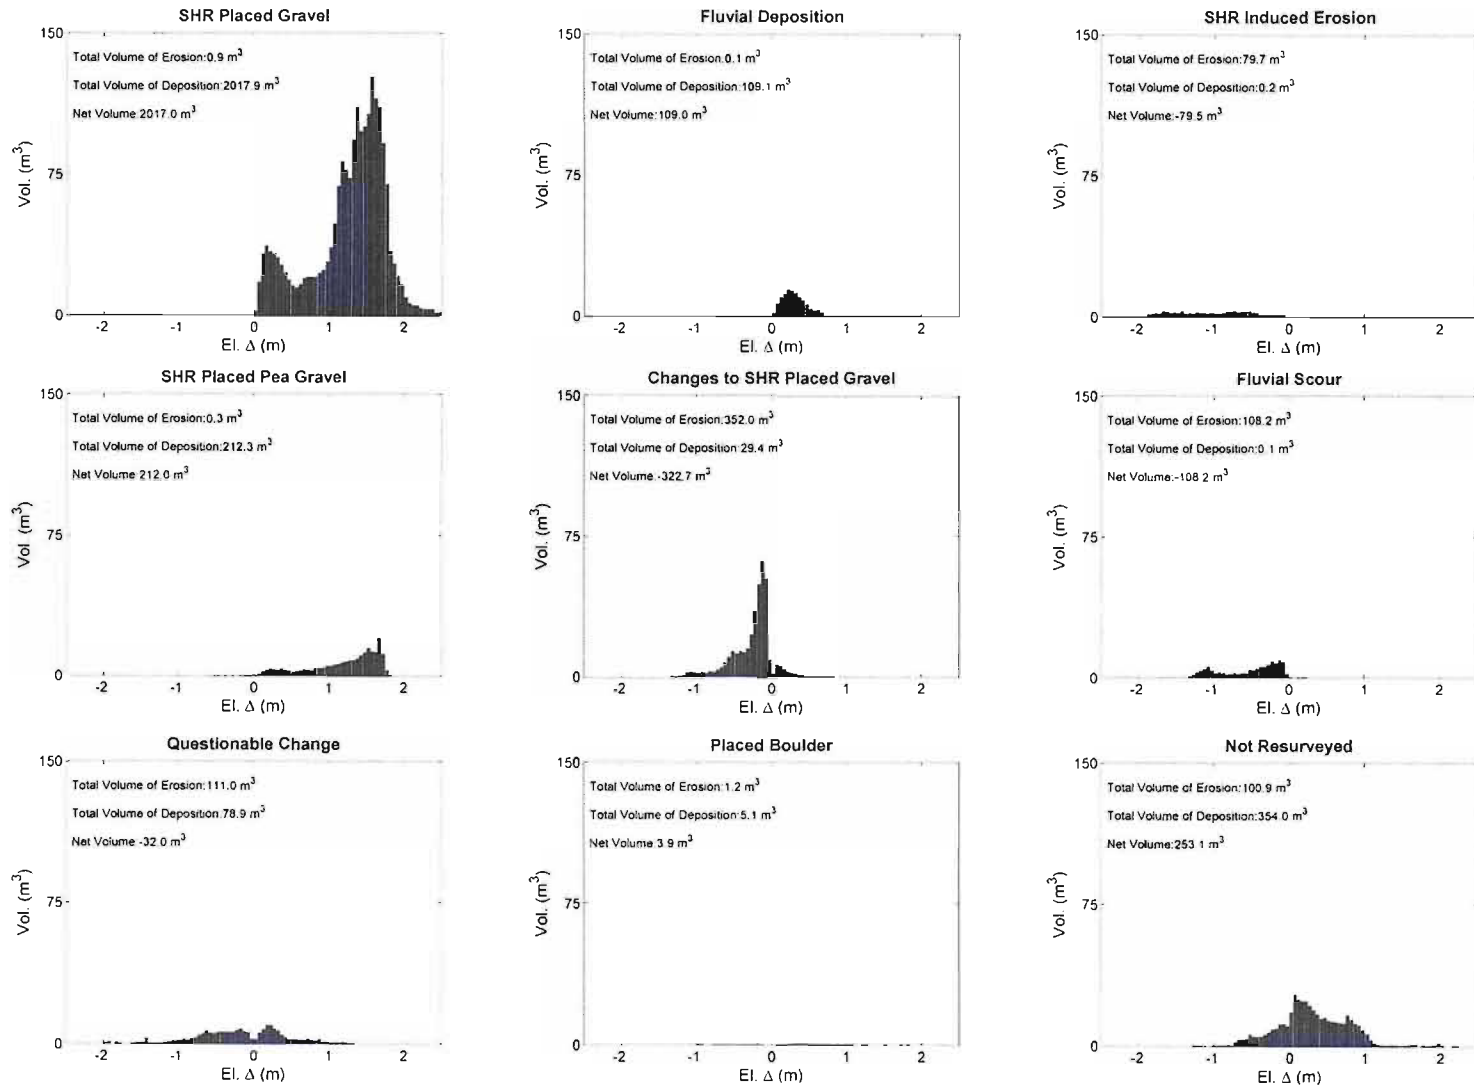 SHR Placed Gravel
150
Total Volume of Erosion:0.9 m³
Total Volume of Deposition:2017.9 m³
Net Volume:2017.0 m³
75
Vol. (m³)
0
-2 -1 0 1 2
El. Δ (m)
Fluvial Deposition
150
Total Volume of Erosion:0.1 m³
Total Volume of Deposition:109.1 m³
Net Volume:109.0 m³
75
Vol. (m³)
0
-2 -1 0 1 2
El. Δ (m)
SHR Induced Erosion
150
Total Volume of Erosion:79.7 m³
Total Volume of Deposition:0.2 m³
Net Volume:-79.5 m³
75
Vol. (m³)
0
-2 -1 0 1 2
El. Δ (m)
SHR Placed Pea Gravel
150
Total Volume of Erosion:0.3 m³
Total Volume of Deposition:212.3 m³
Net Volume:212.0 m³
75
Vol. (m³)
0
-2 -1 0 1 2
El. Δ (m)
Changes to SHR Placed Gravel
150
Total Volume of Erosion:352.0 m³
Total Volume of Deposition:29.4 m³
Net Volume:-322.7 m³
75
Vol. (m³)
0
-2 -1 0 1 2
El. Δ (m)
Fluvial Scour
150
Total Volume of Erosion:108.2 m³
Total Volume of Deposition:0.1 m³
Net Volume:-108.2 m³
75
Vol. (m³)
0
-2 -1 0 1 2
El. Δ (m)
Questionable Change
150
Total Volume of Erosion:111.0 m³
Total Volume of Deposition:78.9 m³
Net Volume:-32.0 m³
75
Vol. (m³)
0
-2 -1 0 1 2
El. Δ (m)
Placed Boulder
150
Total Volume of Erosion:1.2 m³
Total Volume of Deposition:5.1 m³
Net Volume:3.9 m³
75
Vol. (m³)
0
-2 -1 0 1 2
El. Δ (m)
Not Resurveyed
150
Total Volume of Erosion:100.9 m³
Total Volume of Deposition:354.0 m³
Net Volume:253.1 m³
75
Vol. (m³)
0
-2 -1 0 1 2
El. Δ (m)